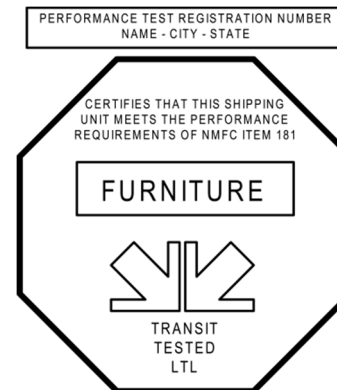 PERFORMANCE TEST REGISTRATION NUMBER
NAME - CITY - STATE
CERTIFIES THAT THIS SHIPPING
UNIT MEETS THE PERFORMANCE
REQUIREMENTS OF NMFC ITEM 181
FURNITURE
TRANSIT
TESTED
LTL